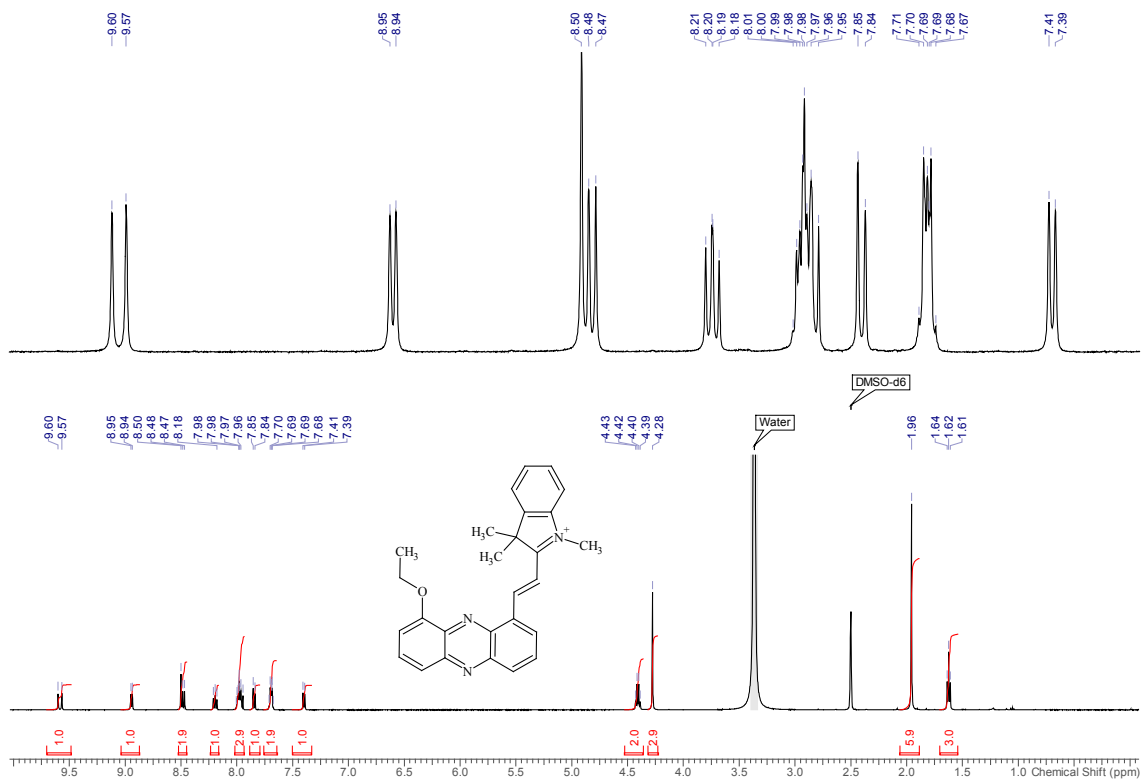 9.60 9.57 8.95 8.94 8.50 8.48 8.47 8.21 8.20 8.19 8.18 8.01 8.00 7.99 7.98 7.98 7.97 7.96 7.95 7.85 7.84 7.71 7.70 7.69 7.69 7.68 7.67 7.41 7.39
DMSO-d6
Water
9.60 9.57 8.95 8.94 8.50 8.48 8.47 8.18 7.98 7.98 7.97 7.96 7.85 7.84 7.70 7.69 7.69 7.68 7.41 7.39 4.43 4.42 4.40 4.39 4.28 1.96 1.64 1.62 1.61
H₃C
N⁺
CH₃
H₃C
H₃C
O
N
N
1.0 1.0 1.9 1.0 2.9 1.0 1.9 1.0 2.0 2.9 5.9 3.0
9.5 9.0 8.5 8.0 7.5 7.0 6.5 6.0 5.5 5.0 4.5 4.0 3.5 3.0 2.5 2.0 1.5 1.0 Chemical Shift (ppm)